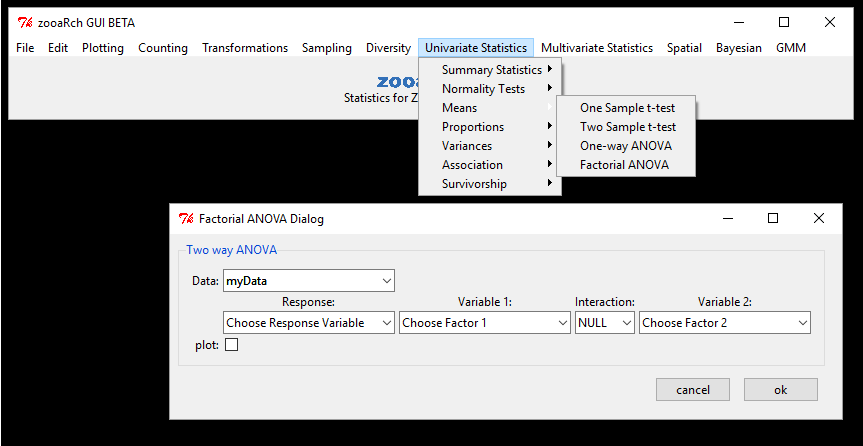 zooaRch GUI BETA
File Edit Plotting Counting Transformations Sampling Diversity Univariate Statistics Multivariate Statistics Spatial Bayesian GMM
Summary Statistics
Normality Tests
Means
Proportions
Variances
Association
Survivorship
One Sample t-test
Two Sample t-test
One-way ANOVA
Factorial ANOVA
zooa
Statistics for Z
Factorial ANOVA Dialog
Two way ANOVA
Data: myData
Response: Variable 1: Interaction: Variable 2:
Choose Response Variable Choose Factor 1 NULL Choose Factor 2
plot:
cancel ok